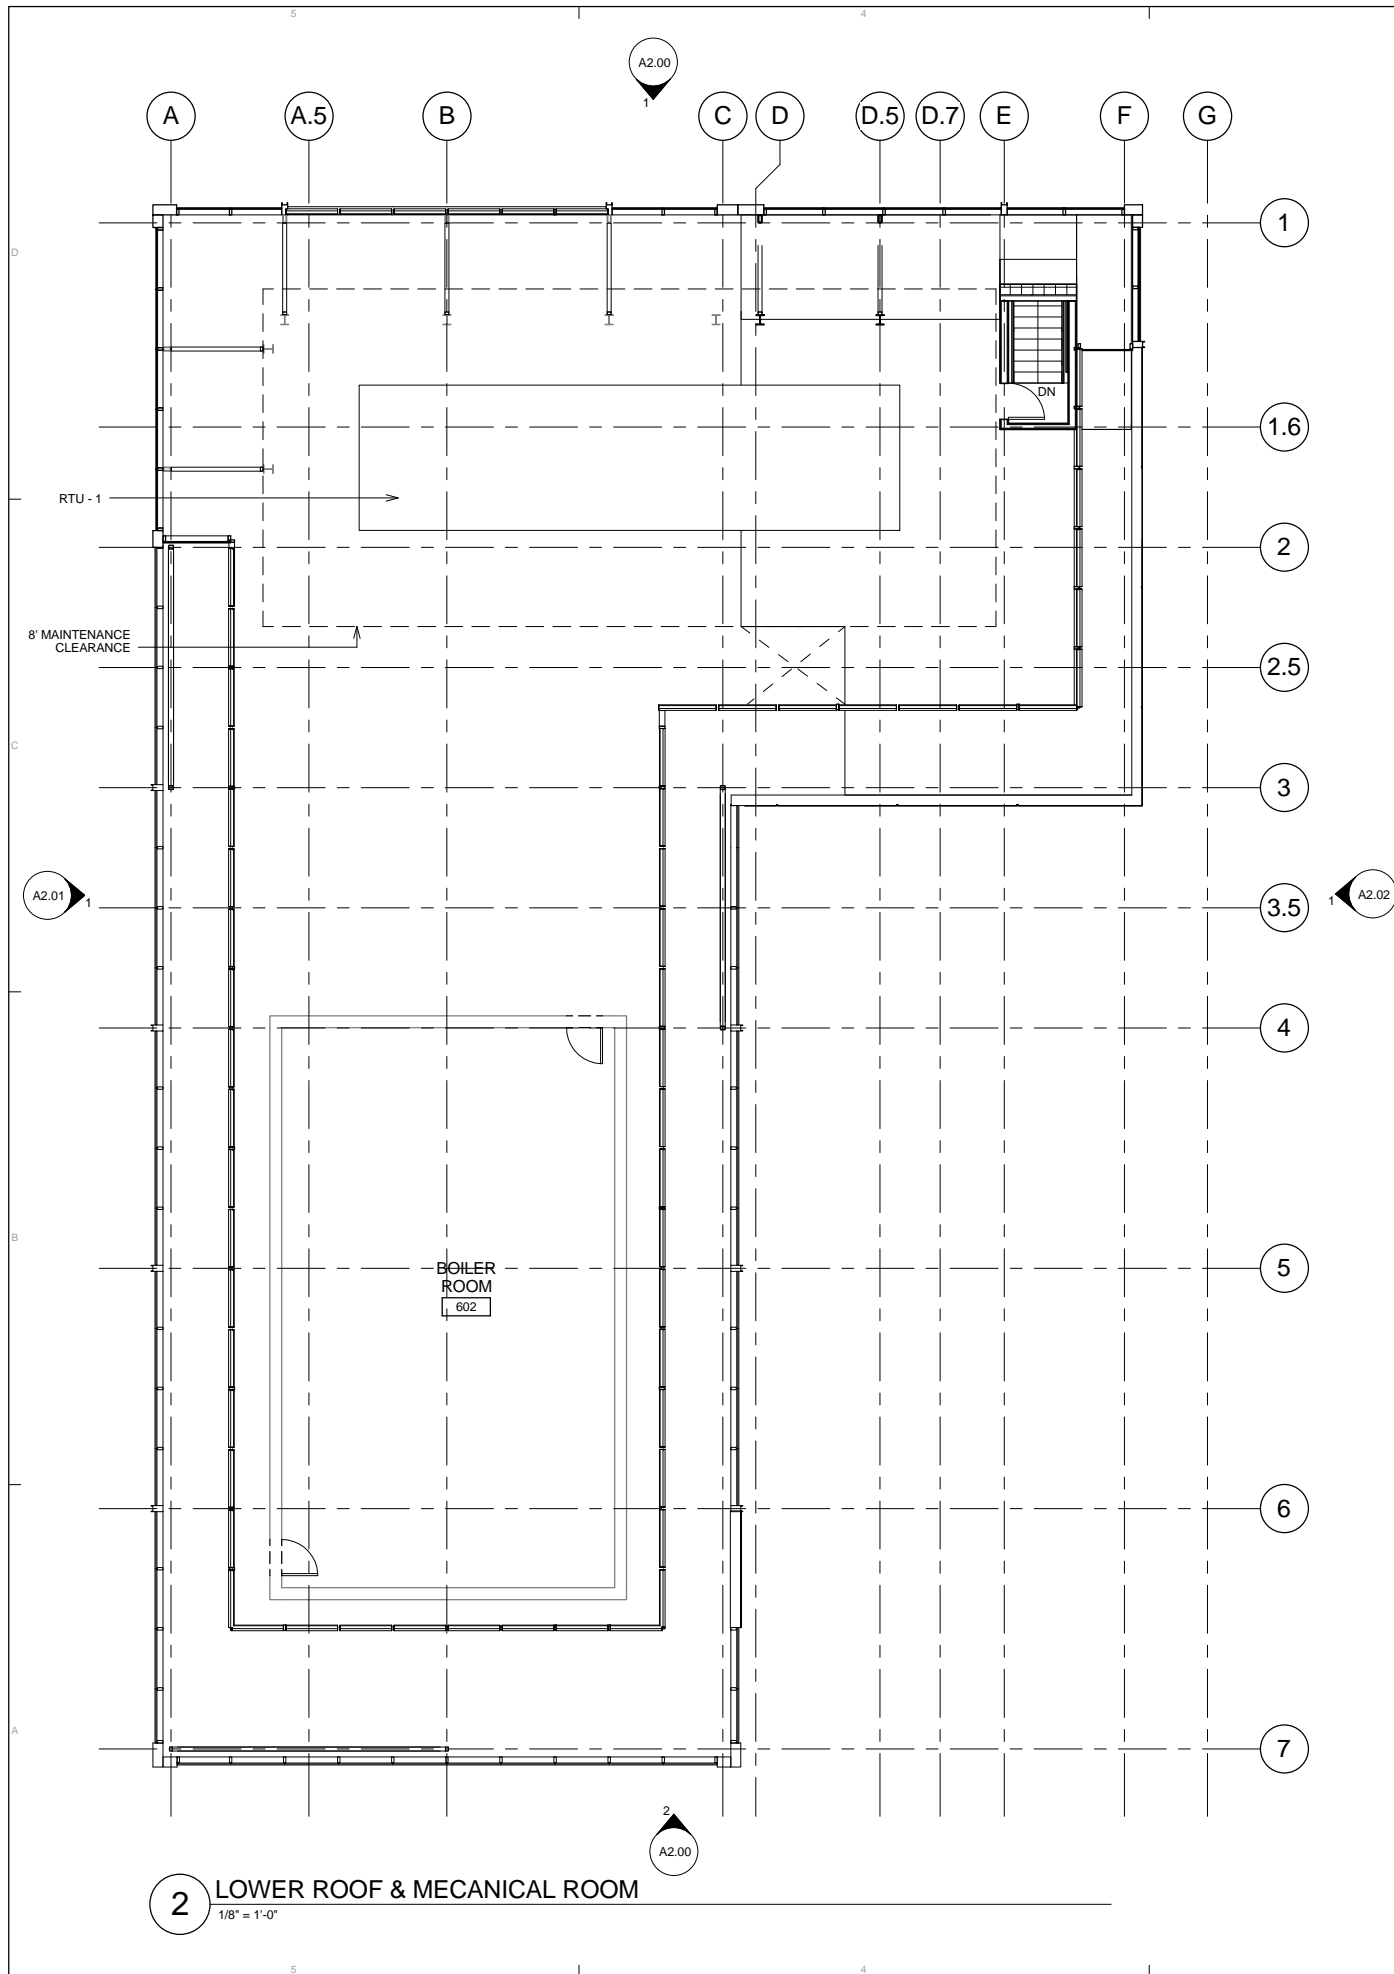 5 4
A2.00
1
A A.5 B C D D.5 D.7 E F G
1
D
DN
1.6
RTU - 1
2
8' MAINTENANCE
CLEARANCE
2.5
C
3
A2.01 1
3.5
1 A2.02
4
B
BOILER
ROOM
602
5
6
A
7
2
A2.00
2 LOWER ROOF & MECANICAL ROOM
1/8" = 1'-0"
5 4